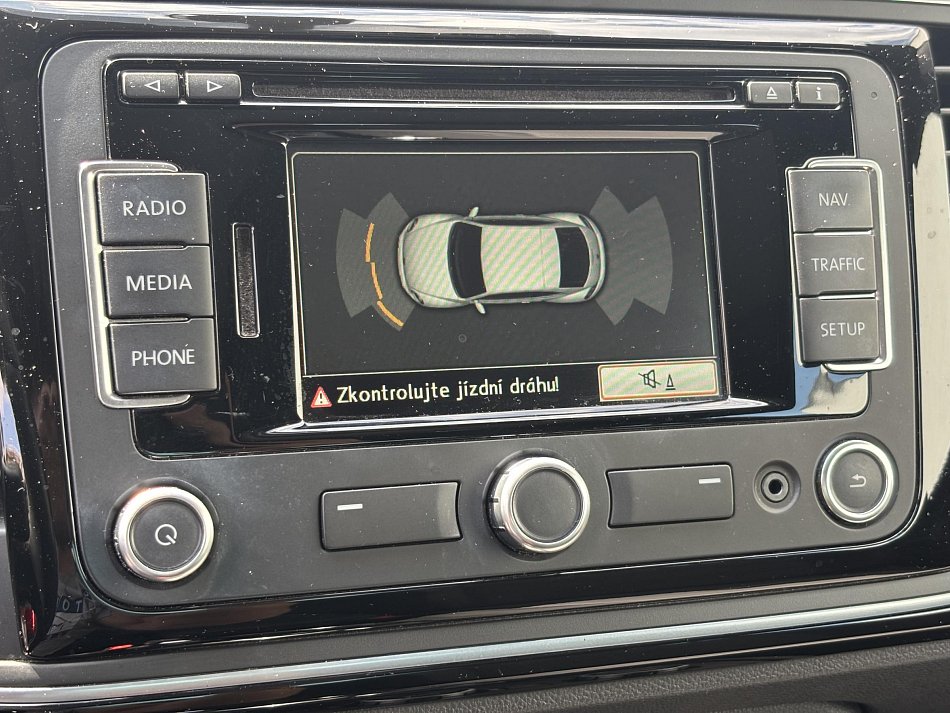 RADIO
MEDIA
PHONE
NAV
TRAFFIC
SETUP
Zkontrolujte jízdní dráhu!